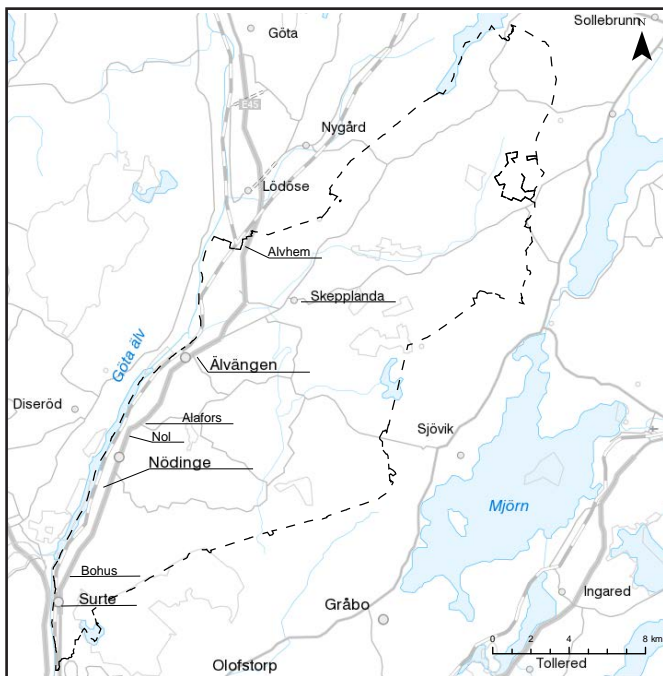 Sollebrunn
N
Göta
E45
Nygård
Lödöse
Alvhem
Skepplanda
Göta älv
Älvängen
Diseröd
Alafors
Nol
Sjövik
Nödinge
Mjörn
Bohus
Surte
Ingared
Gråbo
0 2 4 8 km
Olofstorp
Tollered